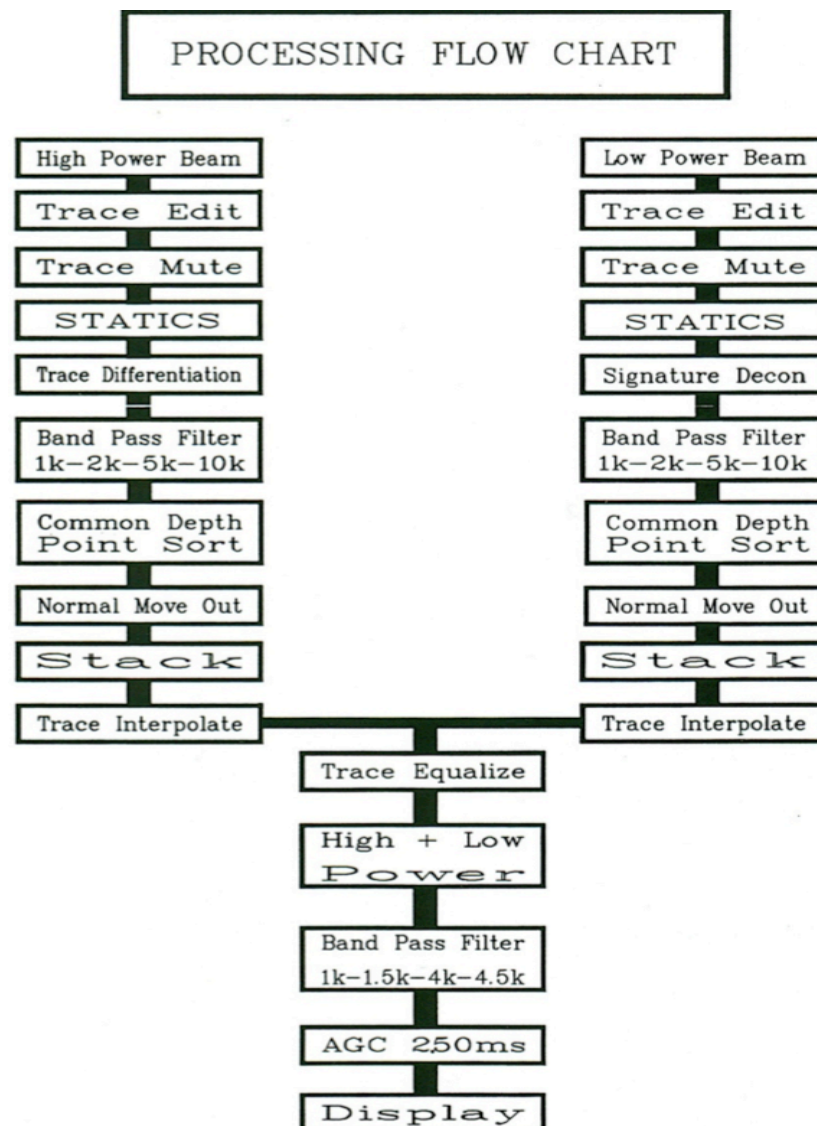 PROCESSING FLOW CHART
High Power Beam
Trace Edit
Trace Mute
STATICS
Trace Differentiation
Band Pass Filter
1k-2k-5k-10k
Common Depth
Point Sort
Normal Move Out
Stack
Trace Interpolate
Low Power Beam
Trace Edit
Trace Mute
STATICS
Signature Decon
Band Pass Filter
1k-2k-5k-10k
Common Depth
Point Sort
Normal Move Out
Stack
Trace Interpolate
Trace Equalize
High + Low
Power
Band Pass Filter
1k-1.5k-4k-4.5k
AGC 250ms
Display